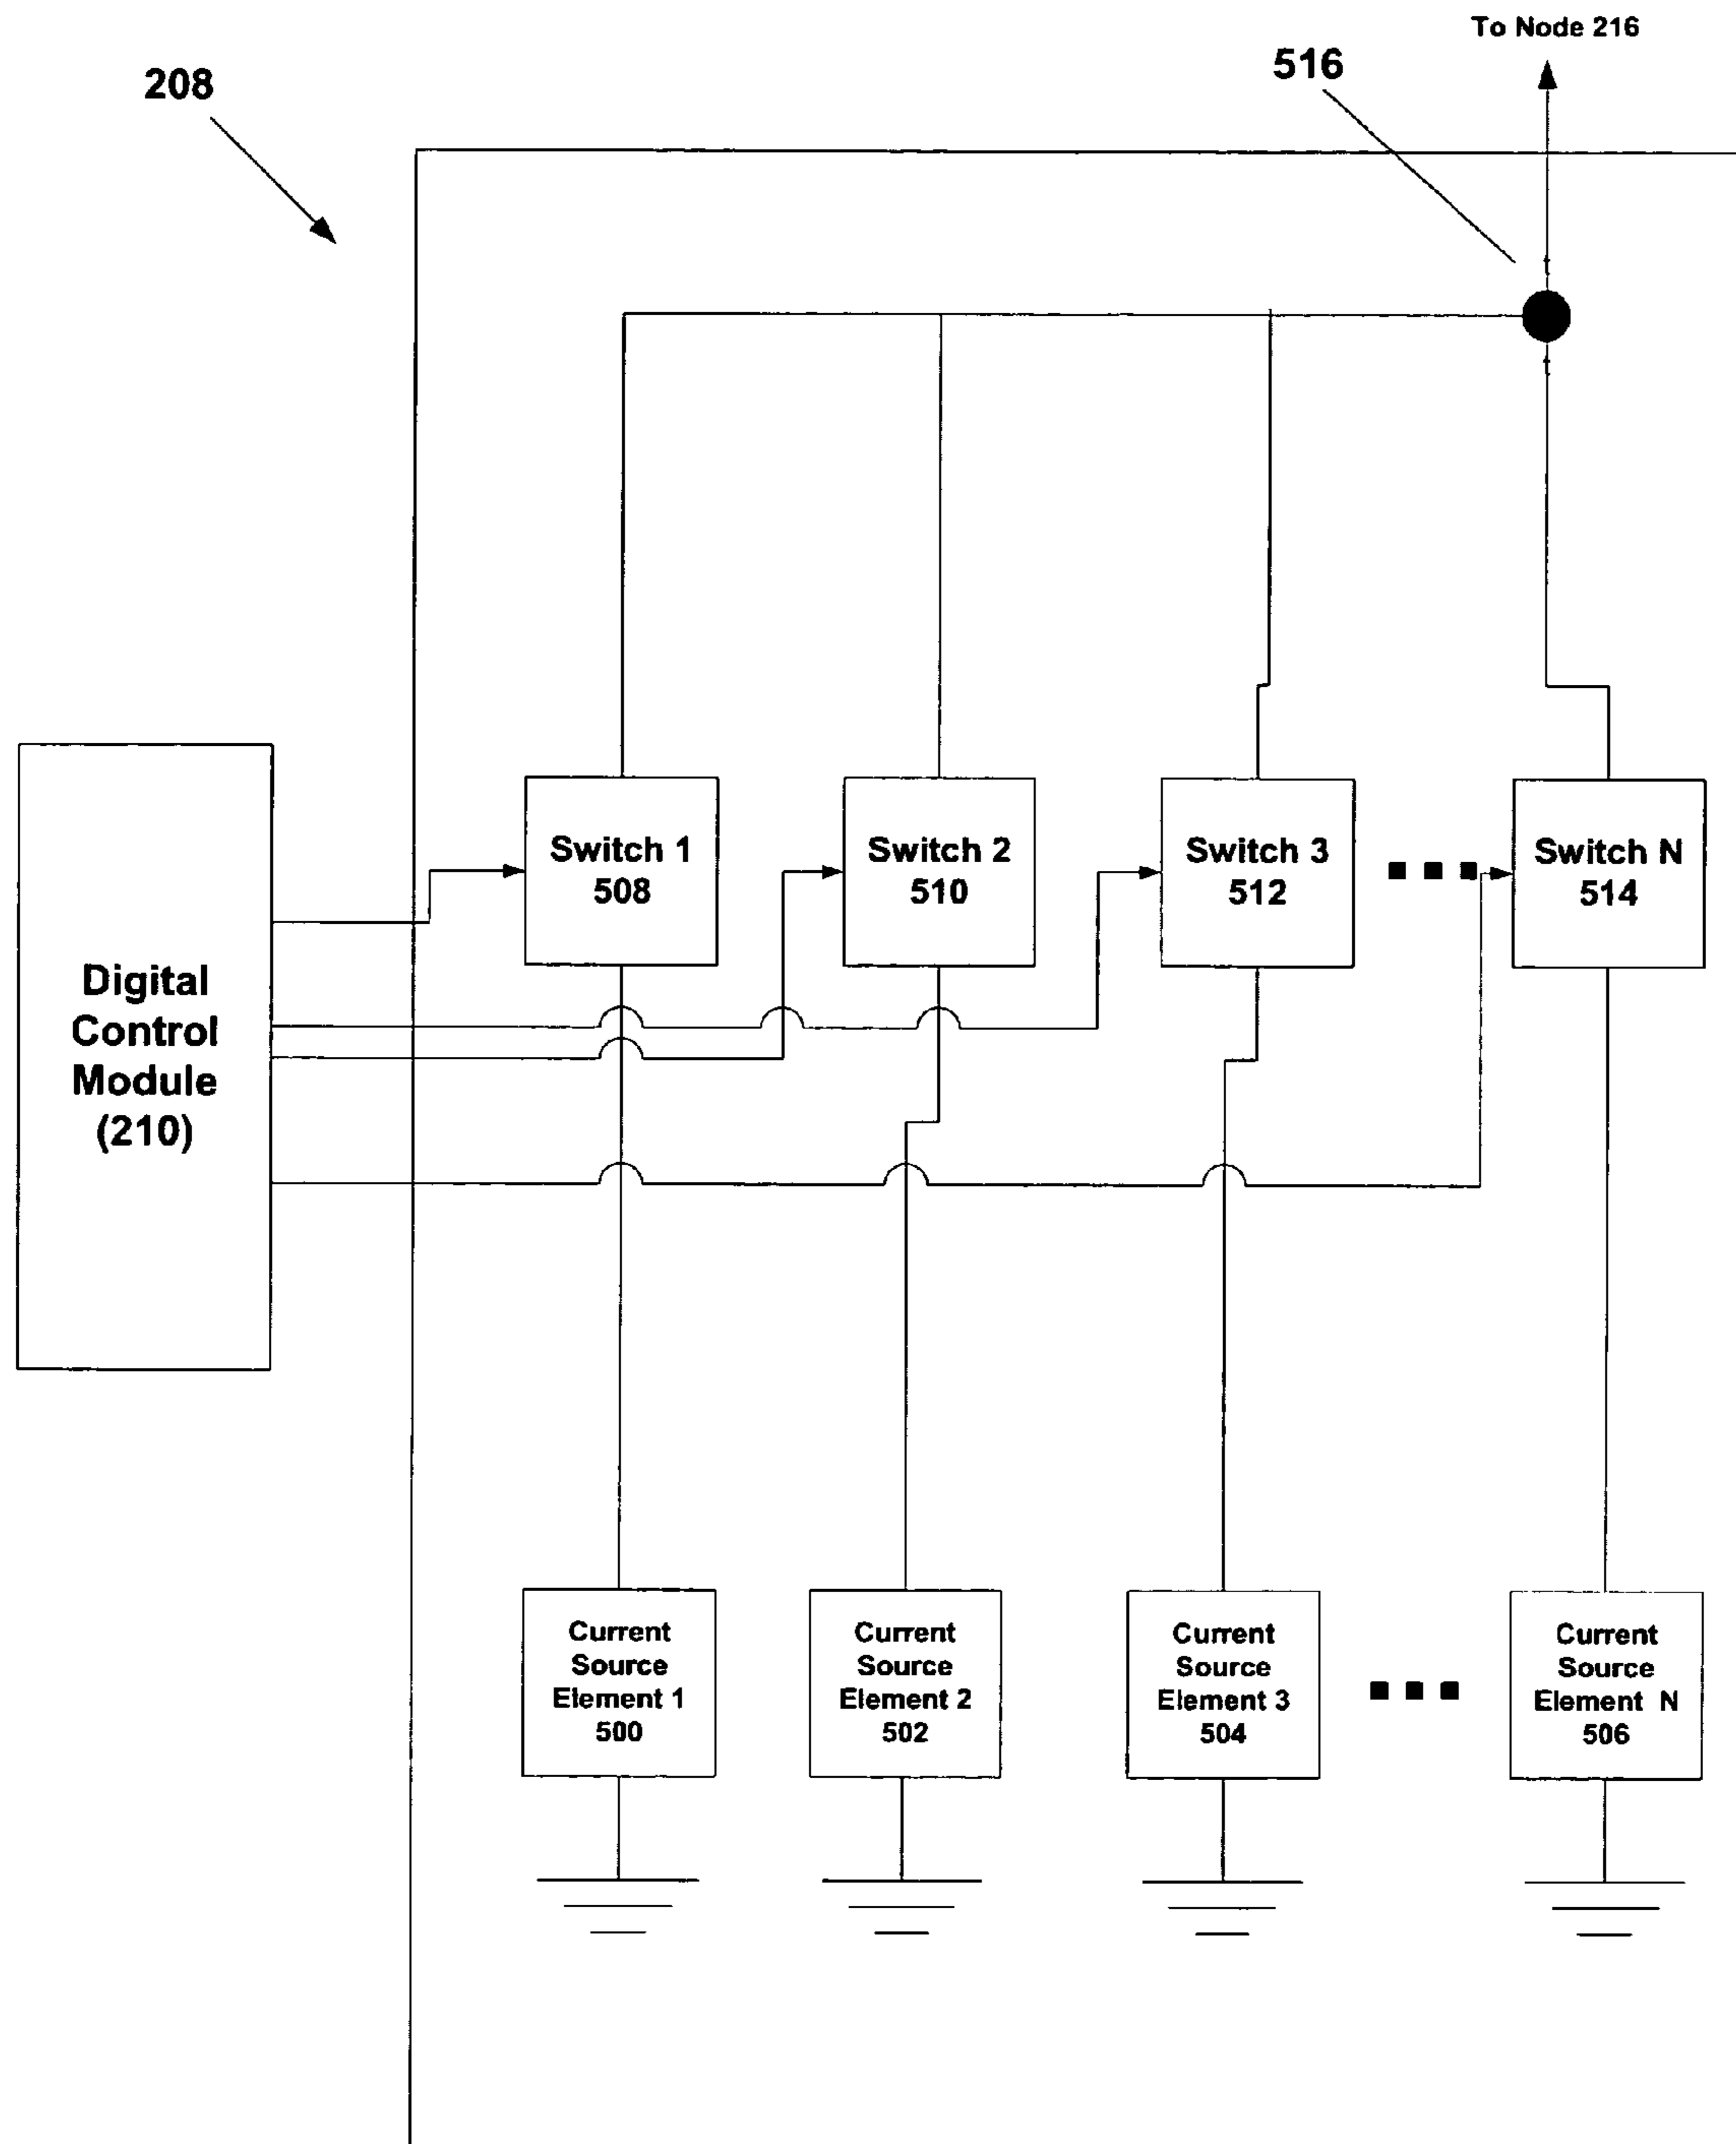 To Node 216
516
208
Switch 1
508
Switch 2
510
Switch 3
512
Switch N
514
Digital
Control
Module
(210)
Current
Source
Element 1
500
Current
Source
Element 2
502
Current
Source
Element 3
504
Current
Source
Element N
506